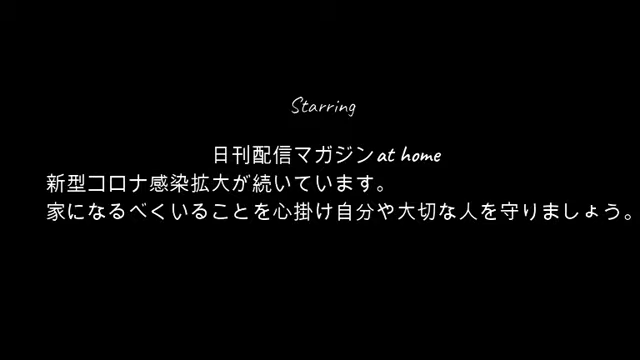 Starring
日刊配信マガジンat home
新型コロナ感染拡大が続いています。
家になるべくいることを心掛け自分や大切な人を守りましょう。